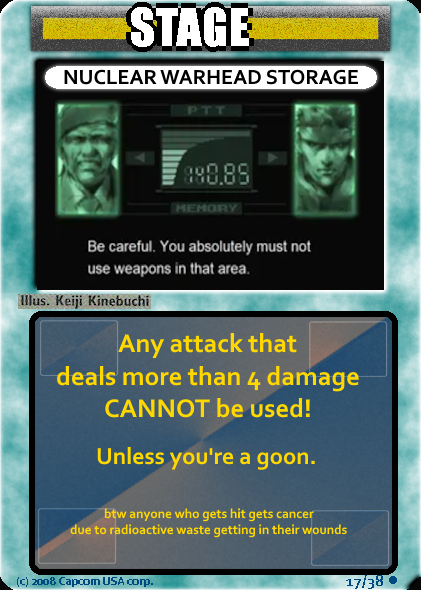 STAGE
NUCLEAR WARHEAD STORAGE
PTT
140.85
MEMORY
Be careful. You absolutely must not
use weapons in that area.
Illus. Keiji Kinebuchi
Any attack that
deals more than 4 damage
CANNOT be used!
Unless you're a goon.
btw anyone who gets hit gets cancer
due to radioactive waste getting in their wounds
(c) 2008 Capcom USA corp.
17/38 ●